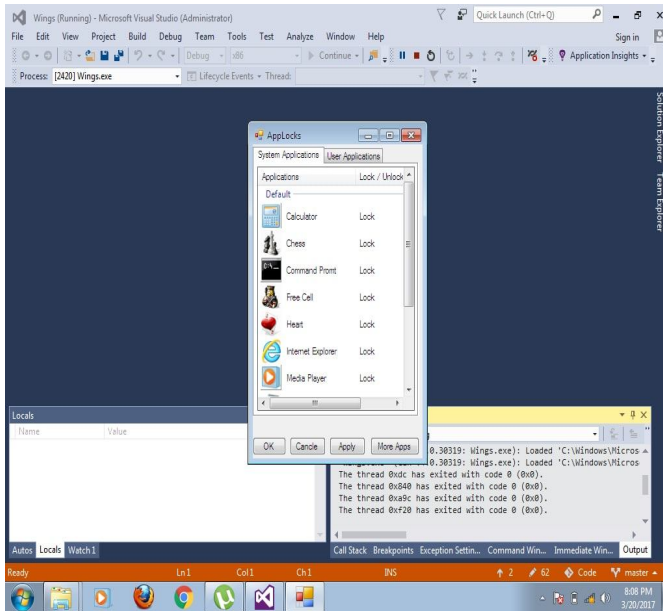 Wings (Running) - Microsoft Visual Studio (Administrator)
Quick Launch (Ctrl+Q)
File Edit View Project Build Debug Team Tools Test Analyze Window Help
Sign in
Debug x86 Continue
Application Insights
Process: [2420] Wings.exe
Lifecycle Events Thread:
Solution Explorer
Team Explorer
AppLocks
System Applications User Applications
Applications Lock / Unlock
Default
Calculator Lock
Chess Lock
Command Promt Lock
Free Cell Lock
Heart Lock
Internet Explorer Lock
Media Player Lock
OK Cancle Apply More Apps
Locals
Name Value
0.30319: Wings.exe): Loaded 'C:\Windows\Micros
0.30319: Wings.exe): Loaded 'C:\Windows\Micros
The thread 0xdc has exited with code 0 (0x0).
The thread 0x840 has exited with code 0 (0x0).
The thread 0xa9c has exited with code 0 (0x0).
The thread 0xf20 has exited with code 0 (0x0).
Autos Locals Watch 1
Call Stack Breakpoints Exception Settin... Command Win... Immediate Win... Output
Ready Ln 1 Col 1 Ch 1 INS 2 62 Code master
8:08 PM
3/20/2017